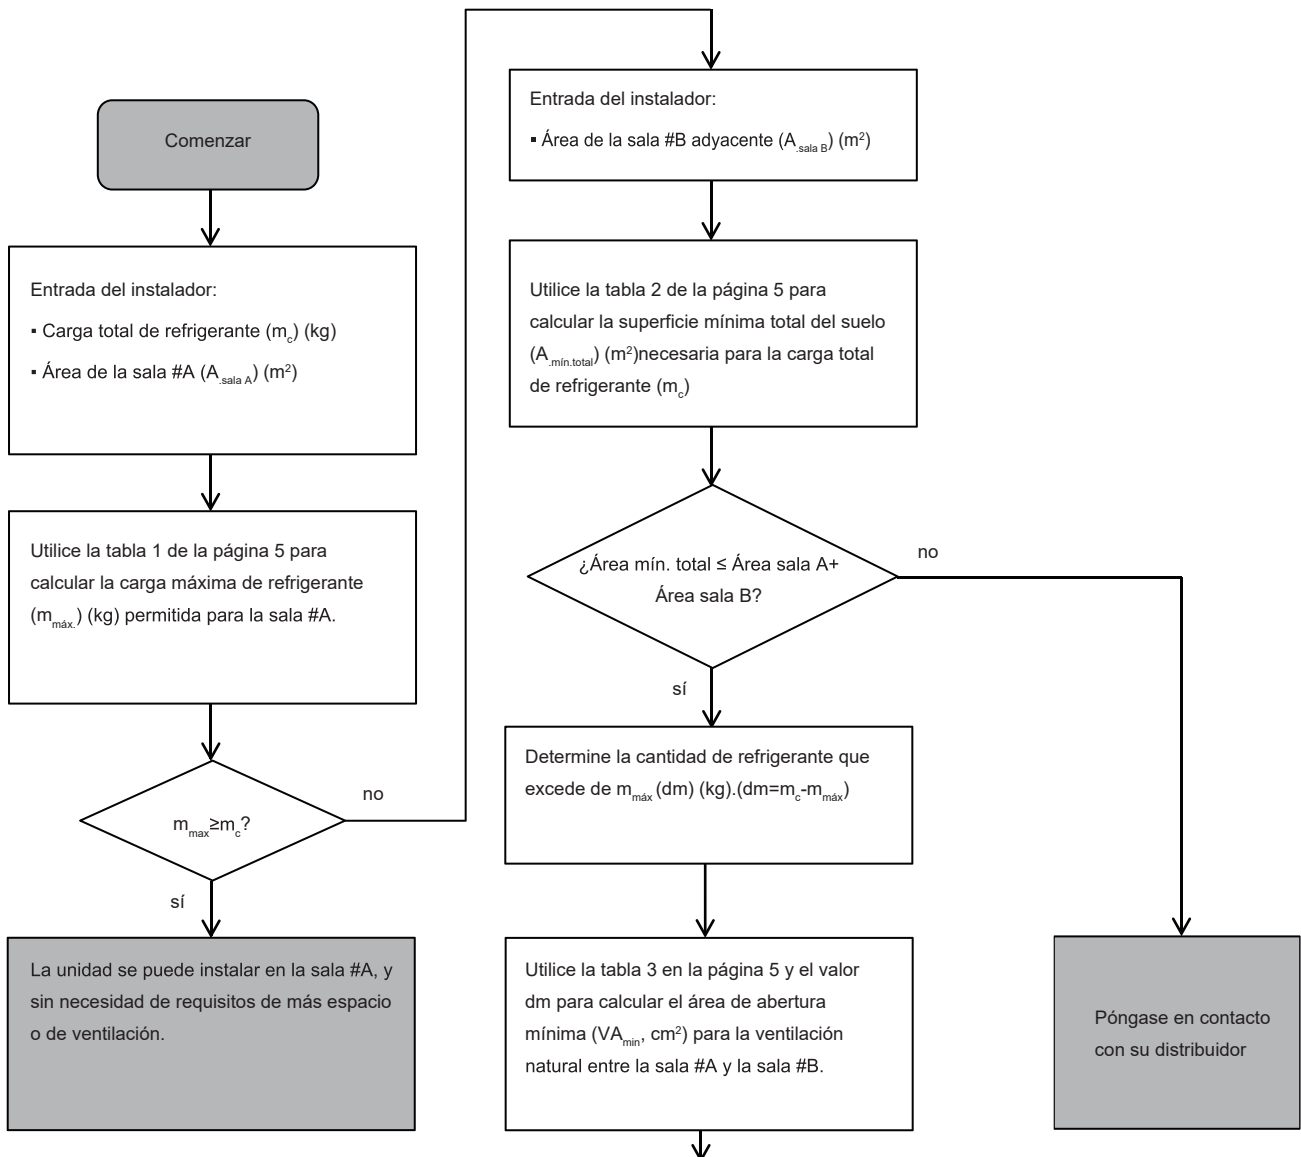 Comenzar
Entrada del instalador:
▪ Carga total de refrigerante (mc) (kg)
▪ Área de la sala #A (A.sala A) (m²)
Utilice la tabla 1 de la página 5 para
calcular la carga máxima de refrigerante
(mmáx.) (kg) permitida para la sala #A.
mmax≥mc?
no
sí
La unidad se puede instalar en la sala #A, y
sin necesidad de requisitos de más espacio
o de ventilación.
Entrada del instalador:
▪ Área de la sala #B adyacente (A.sala B) (m²)
Utilice la tabla 2 de la página 5 para
calcular la superficie mínima total del suelo
(A.mín.total) (m²)necesaria para la carga total
de refrigerante (mc)
¿Área mín. total ≤ Área sala A+
Área sala B?
no
sí
Determine la cantidad de refrigerante que
excede de mmáx (dm) (kg).(dm=mc-mmáx)
Utilice la tabla 3 en la página 5 y el valor
dm para calcular el área de abertura
mínima (VAmin, cm²) para la ventilación
natural entre la sala #A y la sala #B.
Póngase en contacto
con su distribuidor